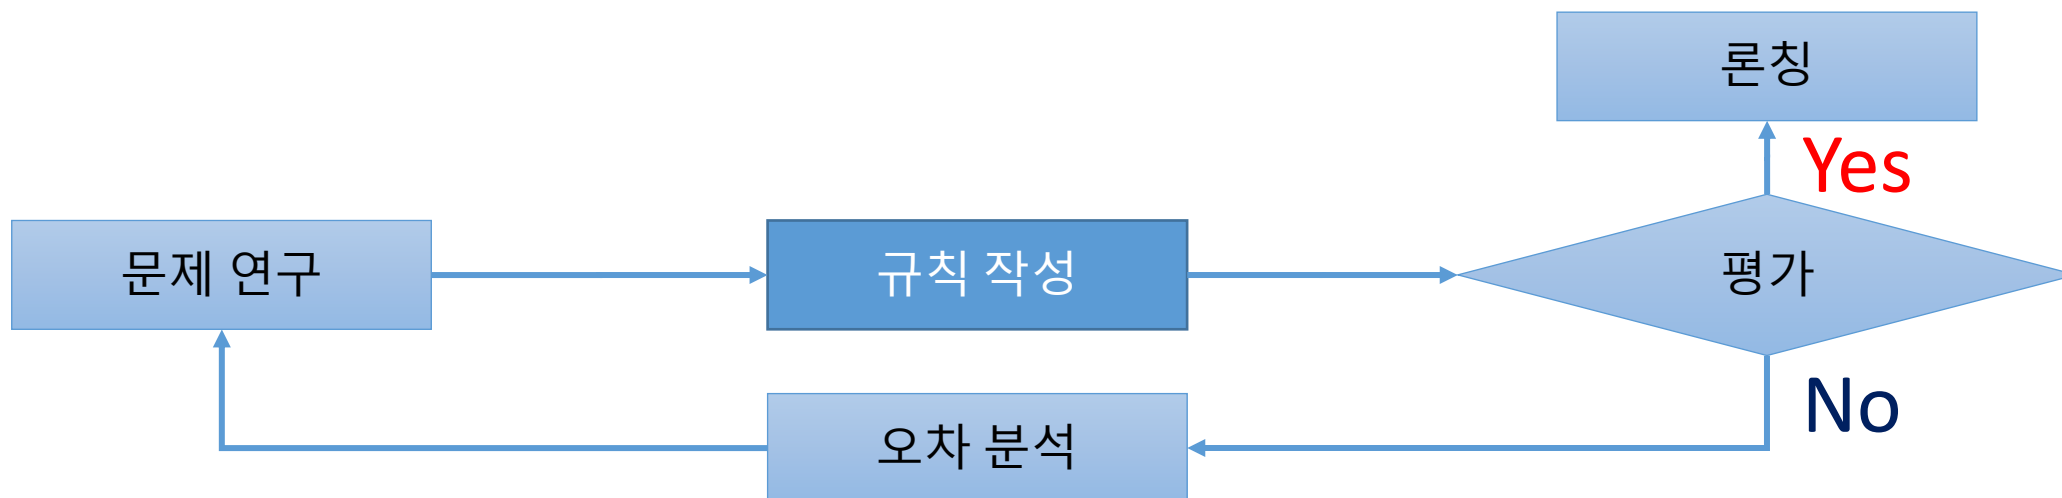 론칭
Yes
문제 연구
규칙 작성
평가
No
오차 분석